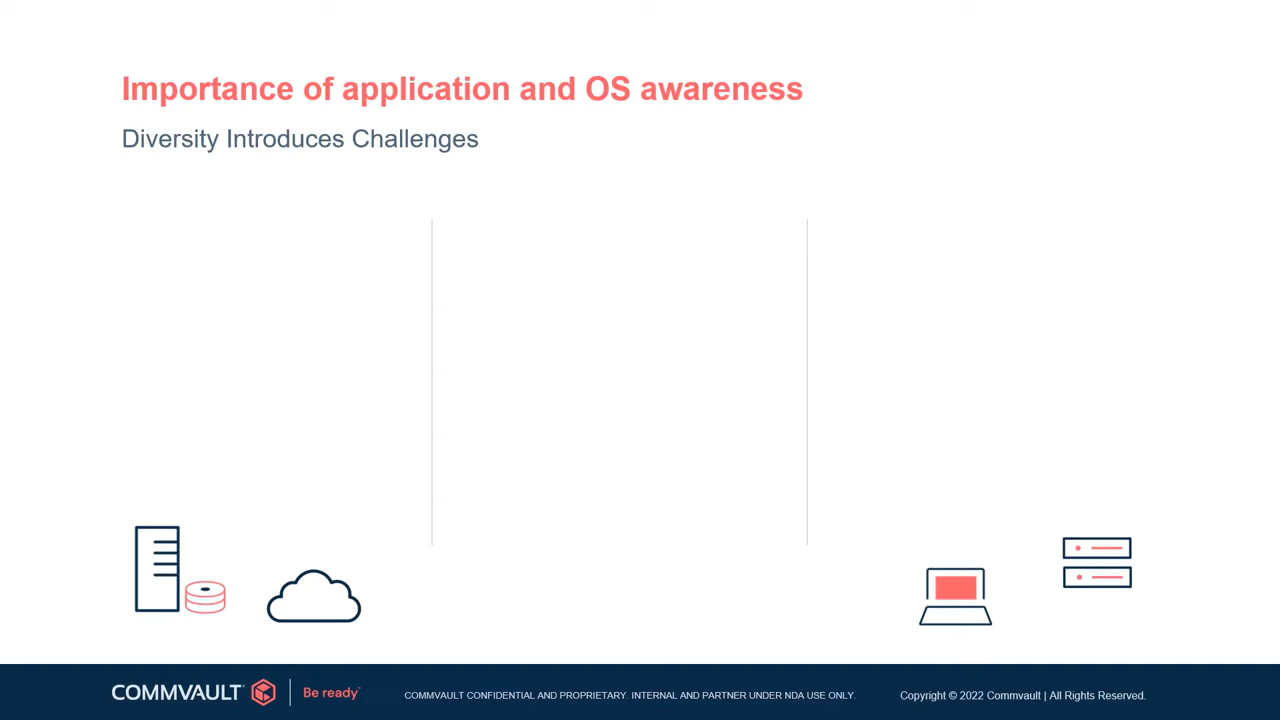 Importance of application and OS awareness
Diversity Introduces Challenges
COMMVAULT Be ready
COMMVAULT CONFIDENTIAL AND PROPRIETARY. INTERNAL AND PARTNER UNDER NDA USE ONLY.
Copyright © 2022 Commvault | All Rights Reserved.